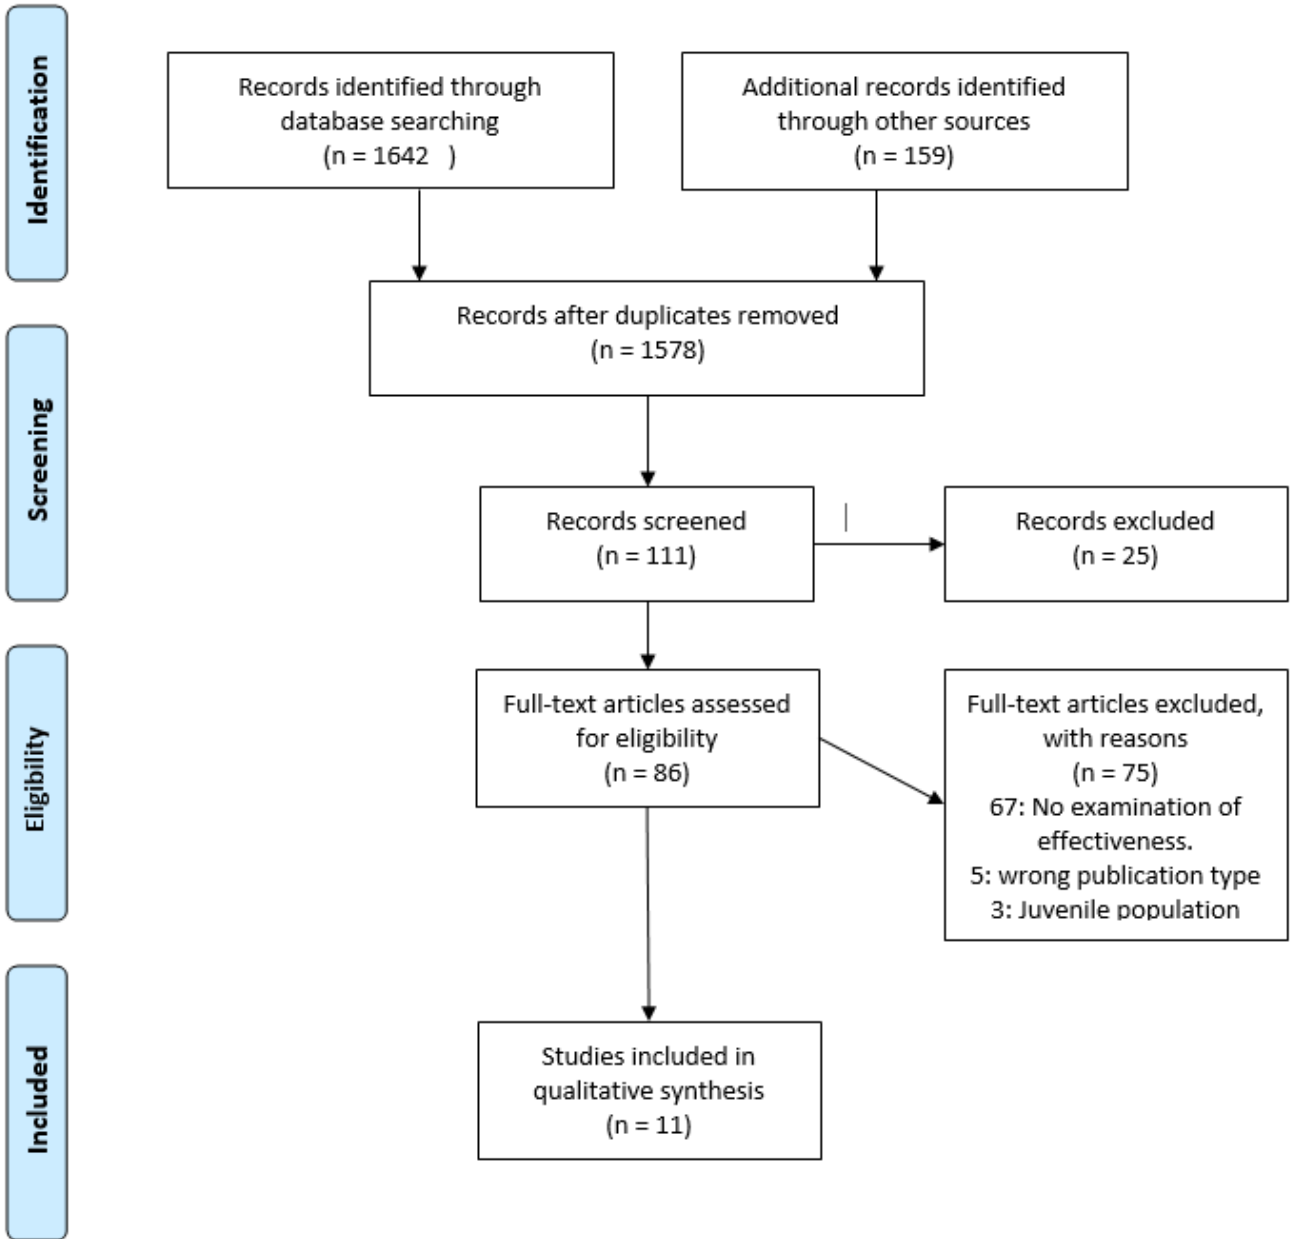 Identification
Records identified through
database searching
(n = 1642   )
Additional records identified
through other sources
(n = 159)
Records after duplicates removed
(n = 1578)
Screening
Records screened
(n = 111)
Records excluded
(n = 25)
Eligibility
Full-text articles assessed
for eligibility
(n = 86)
Full-text articles excluded,
with reasons
(n = 75)
67: No examination of
effectiveness.
5: wrong publication type
3: Juvenile population
Included
Studies included in
qualitative synthesis
(n = 11)